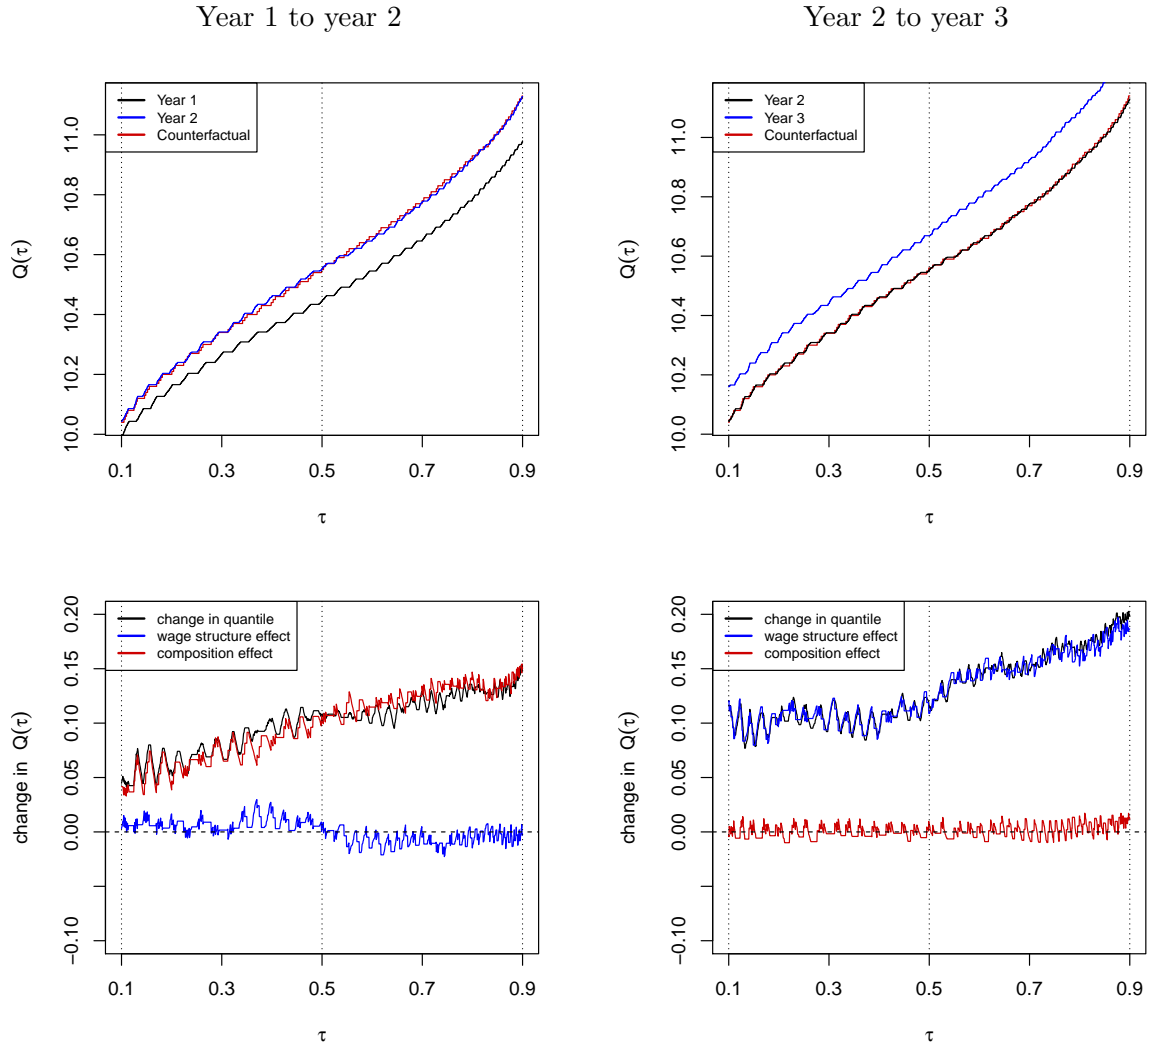 Year 1 to year 2
Year 2 to year 3
Year 1
Year 2
Counterfactual
Q(τ)
10.0 10.2 10.4 10.6 10.8 11.0
0.1 0.3 0.5 0.7 0.9
τ
Year 2
Year 3
Counterfactual
Q(τ)
10.0 10.2 10.4 10.6 10.8 11.0
0.1 0.3 0.5 0.7 0.9
τ
change in quantile
wage structure effect
composition effect
change in Q(τ)
−0.10 0.00 0.05 0.10 0.15 0.20
0.1 0.3 0.5 0.7 0.9
τ
change in quantile
wage structure effect
composition effect
change in Q(τ)
−0.10 0.00 0.05 0.10 0.15 0.20
0.1 0.3 0.5 0.7 0.9
τ